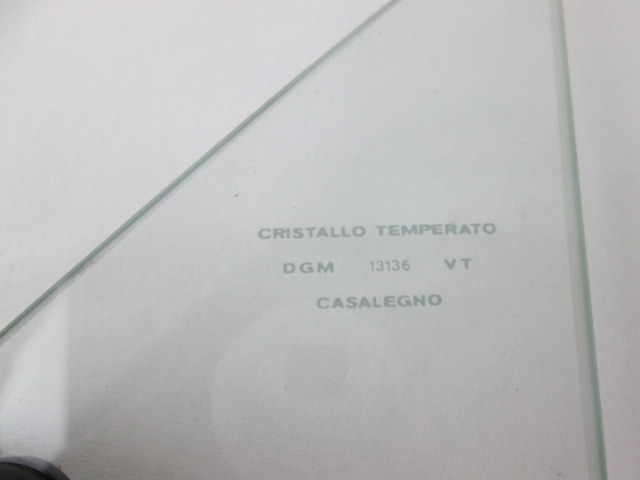 CRISTALLO TEMPERATO
DGM 13136 VT
CASALEGNO